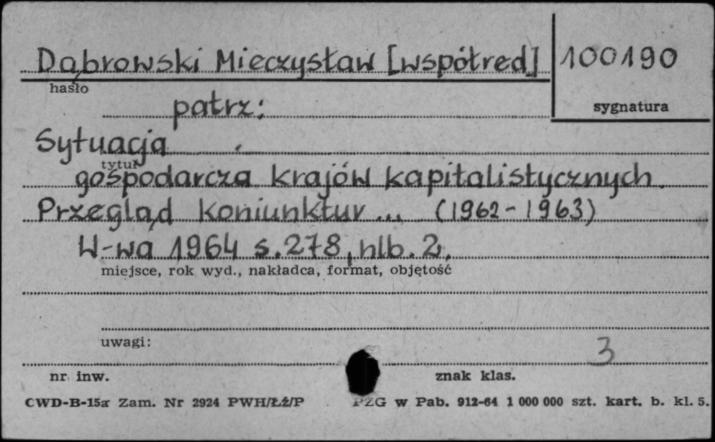 Dąbrowski Mieczysław [współred] 100190
hasło
patrz:
sygnatura
Sytuacja
tytuł
gospodarcza krajów kapitalistycznych.
Przegląd koniunktur... (1962-1963)
W-wa 1964 s.278, nlb.2.
miejsce, rok wyd., nakładca, format, objętość
uwagi:
3
nr inw. znak klas.
CWD-B-15a Zam. Nr 2924 PWH/ŁŻ/P PZG w Pab. 912-64 1 000 000 szt. kart. b. kl. 5.